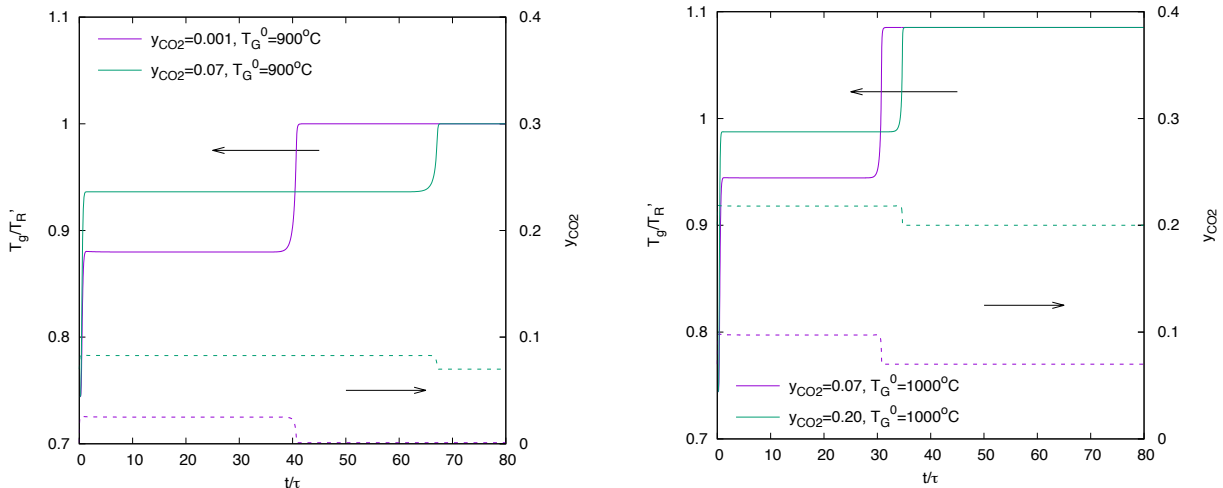 1.1
1
0.9
0.8
0.7
T_g/T_R'
0.4
0.3
0.2
0.1
0
y_CO2
y_CO2=0.001, T_G^0=900°C
y_CO2=0.07, T_G^0=900°C
0 10 20 30 40 50 60 70 80
t/τ
1.1
1
0.9
0.8
0.7
T_g/T_R'
0.4
0.3
0.2
0.1
0
y_CO2
y_CO2=0.07, T_G^0=1000°C
y_CO2=0.20, T_G^0=1000°C
0 10 20 30 40 50 60 70 80
t/τ